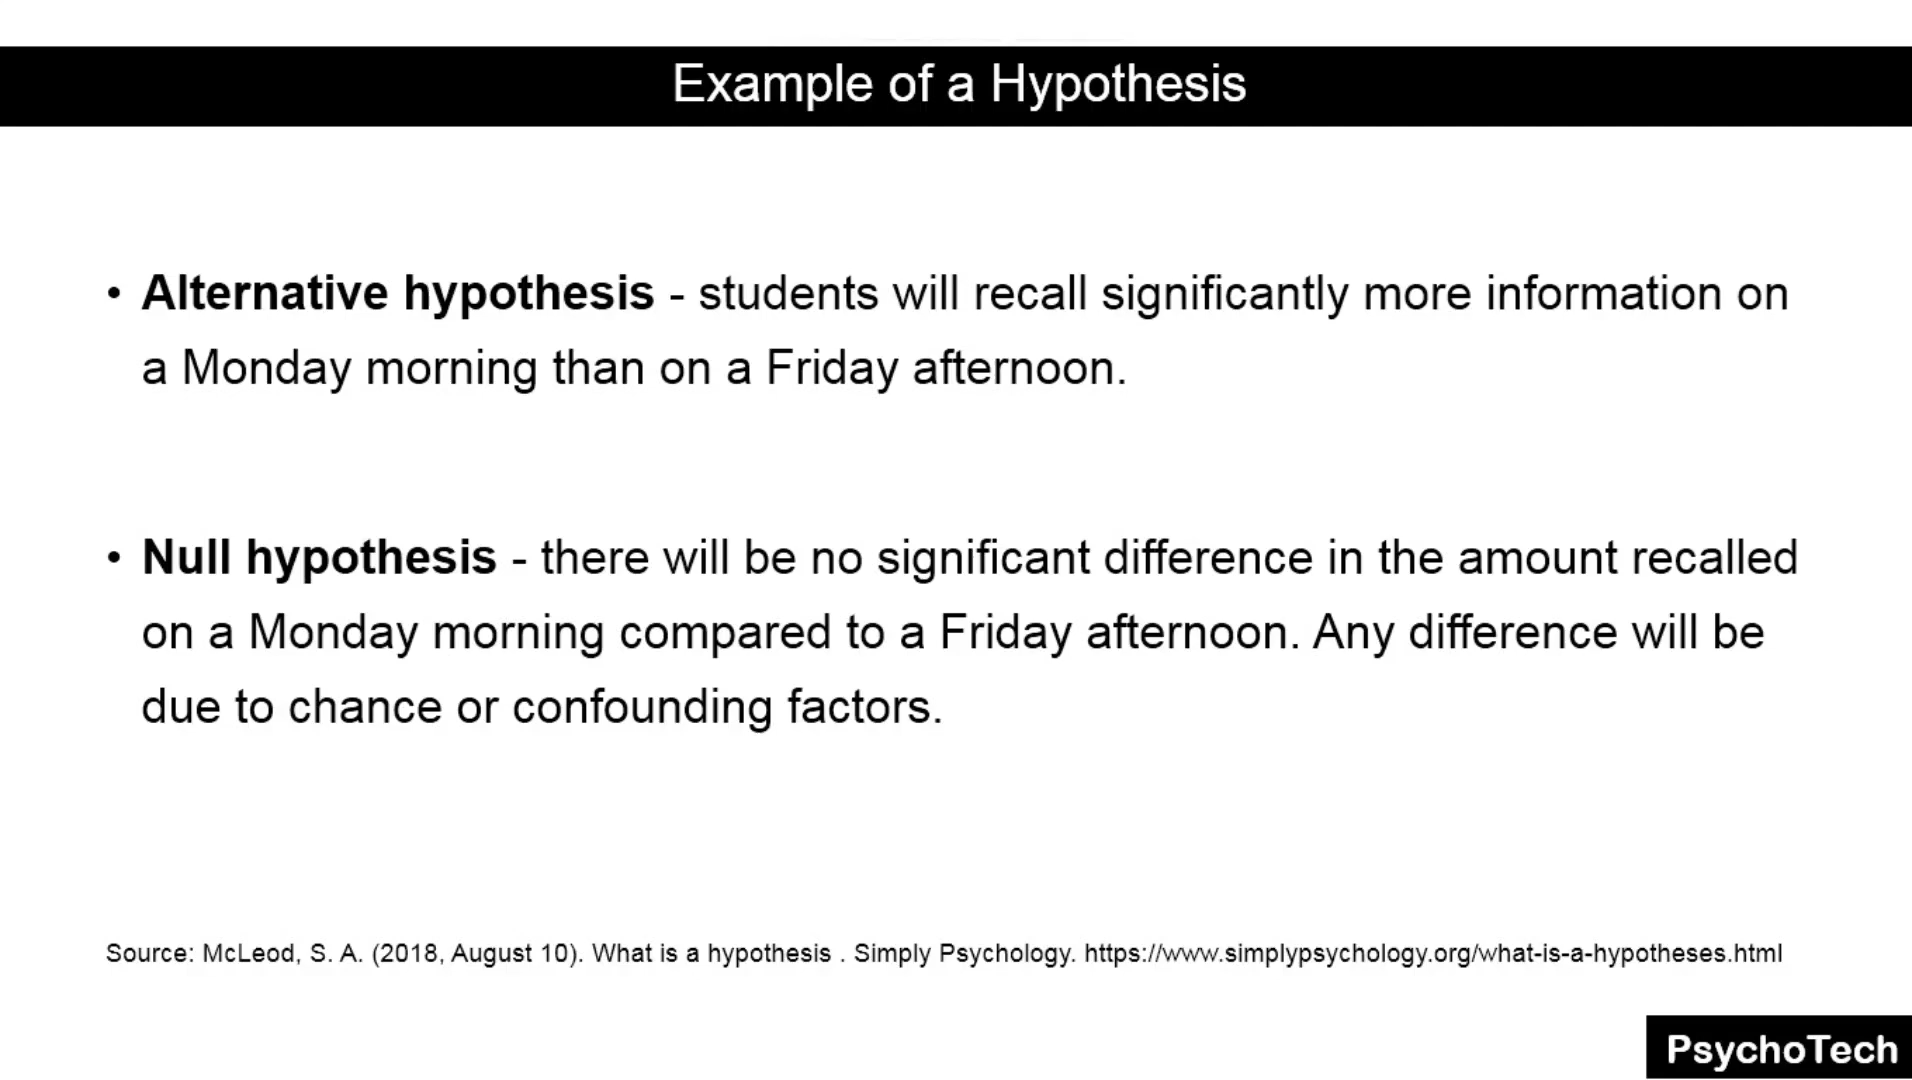 Example of a Hypothesis
• Alternative hypothesis - students will recall significantly more information on
a Monday morning than on a Friday afternoon.
• Null hypothesis - there will be no significant difference in the amount recalled
on a Monday morning compared to a Friday afternoon. Any difference will be
due to chance or confounding factors.
Source: McLeod, S. A. (2018, August 10). What is a hypothesis . Simply Psychology. https://www.simplypsychology.org/what-is-a-hypotheses.html
PsychoTech